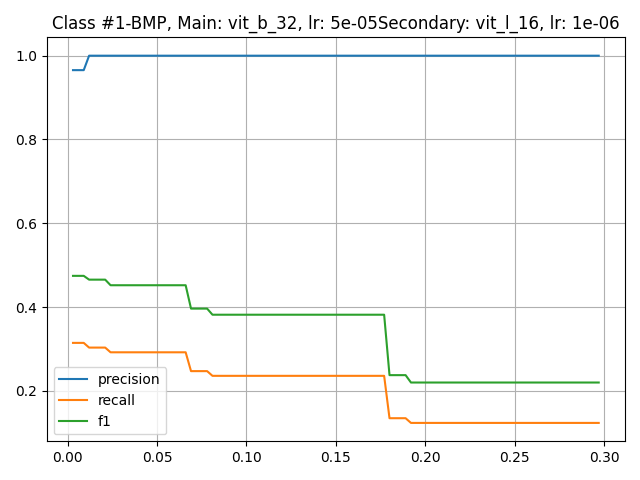 Class #1-BMP, Main: vit_b_32, lr: 5e-05Secondary: vit_l_16, lr: 1e-06
1.0
0.8
0.6
0.4
0.2
precision
recall
f1
0.00 0.05 0.10 0.15 0.20 0.25 0.30